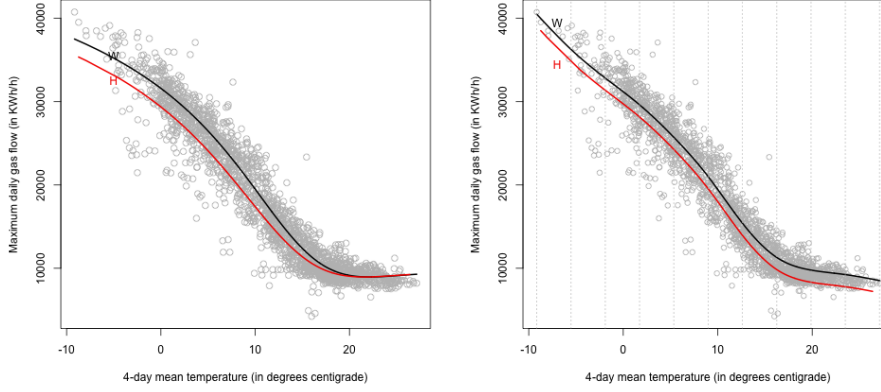 Maximum daily gas flow (in KWh/h)
40000
30000
20000
10000
W
H
-10
0
10
20
4-day mean temperature (in degrees centigrade)
Maximum daily gas flow (in KWh/h)
40000
30000
20000
10000
W
H
-10
0
10
20
4-day mean temperature (in degrees centigrade)